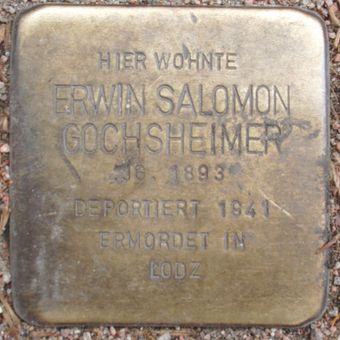 HIER WOHNTE
ERWIN SALOMON
GOCHSHEIMER
JG. 1893
DEPORTIERT 1941
ERMORDET IN
LODZ